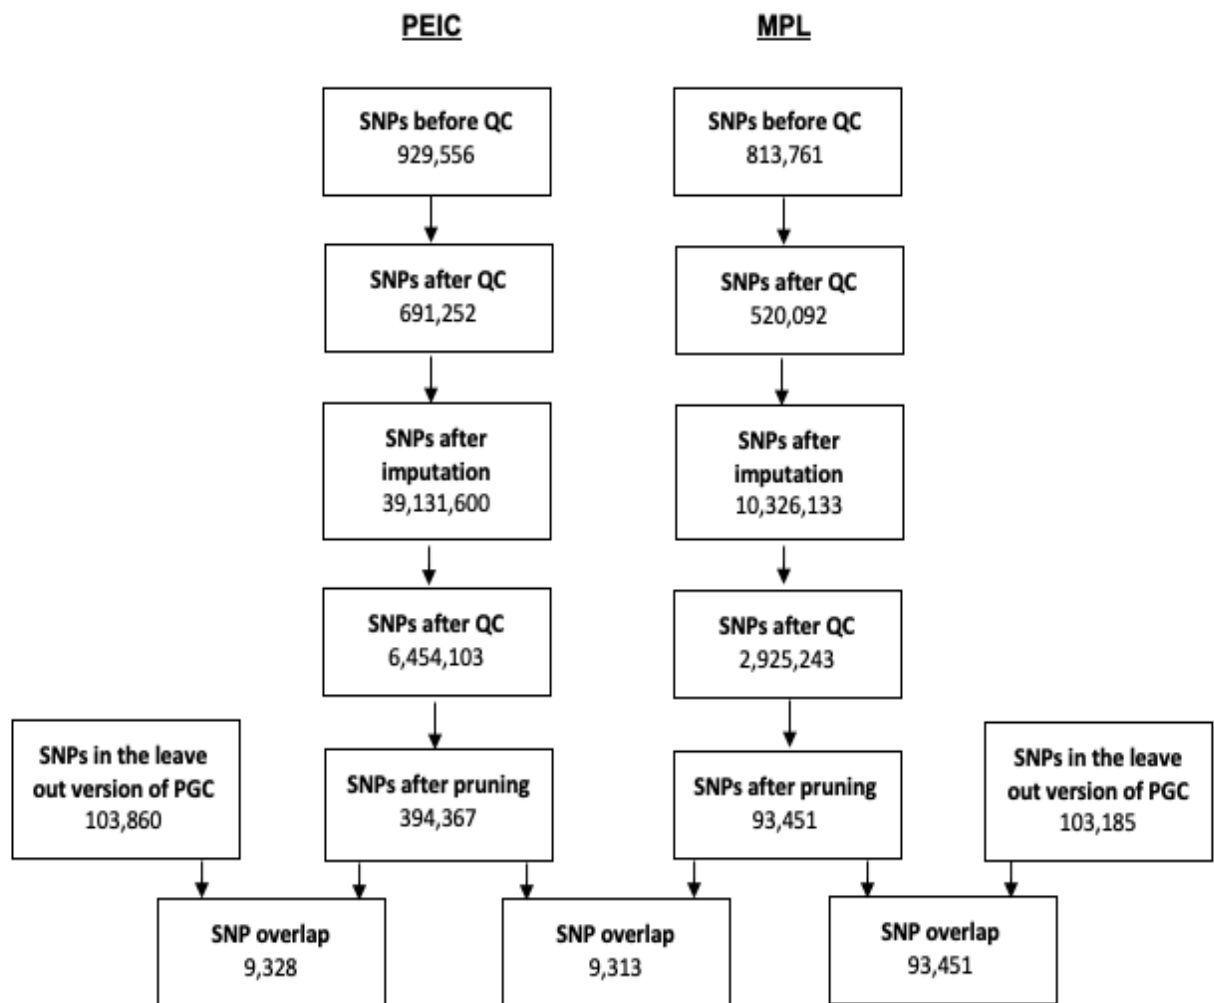 PEIC
MPL
SNPs before QC
929,556
SNPs before QC
813,761
SNPs after QC
691,252
SNPs after QC
520,092
SNPs after
imputation
39,131,600
SNPs after
imputation
10,326,133
SNPs after QC
6,454,103
SNPs after QC
2,925,243
SNPs in the leave
out version of PGC
103,860
SNPs after pruning
394,367
SNPs after pruning
93,451
SNPs in the leave
out version of PGC
103,185
SNP overlap
9,328
SNP overlap
9,313
SNP overlap
93,451